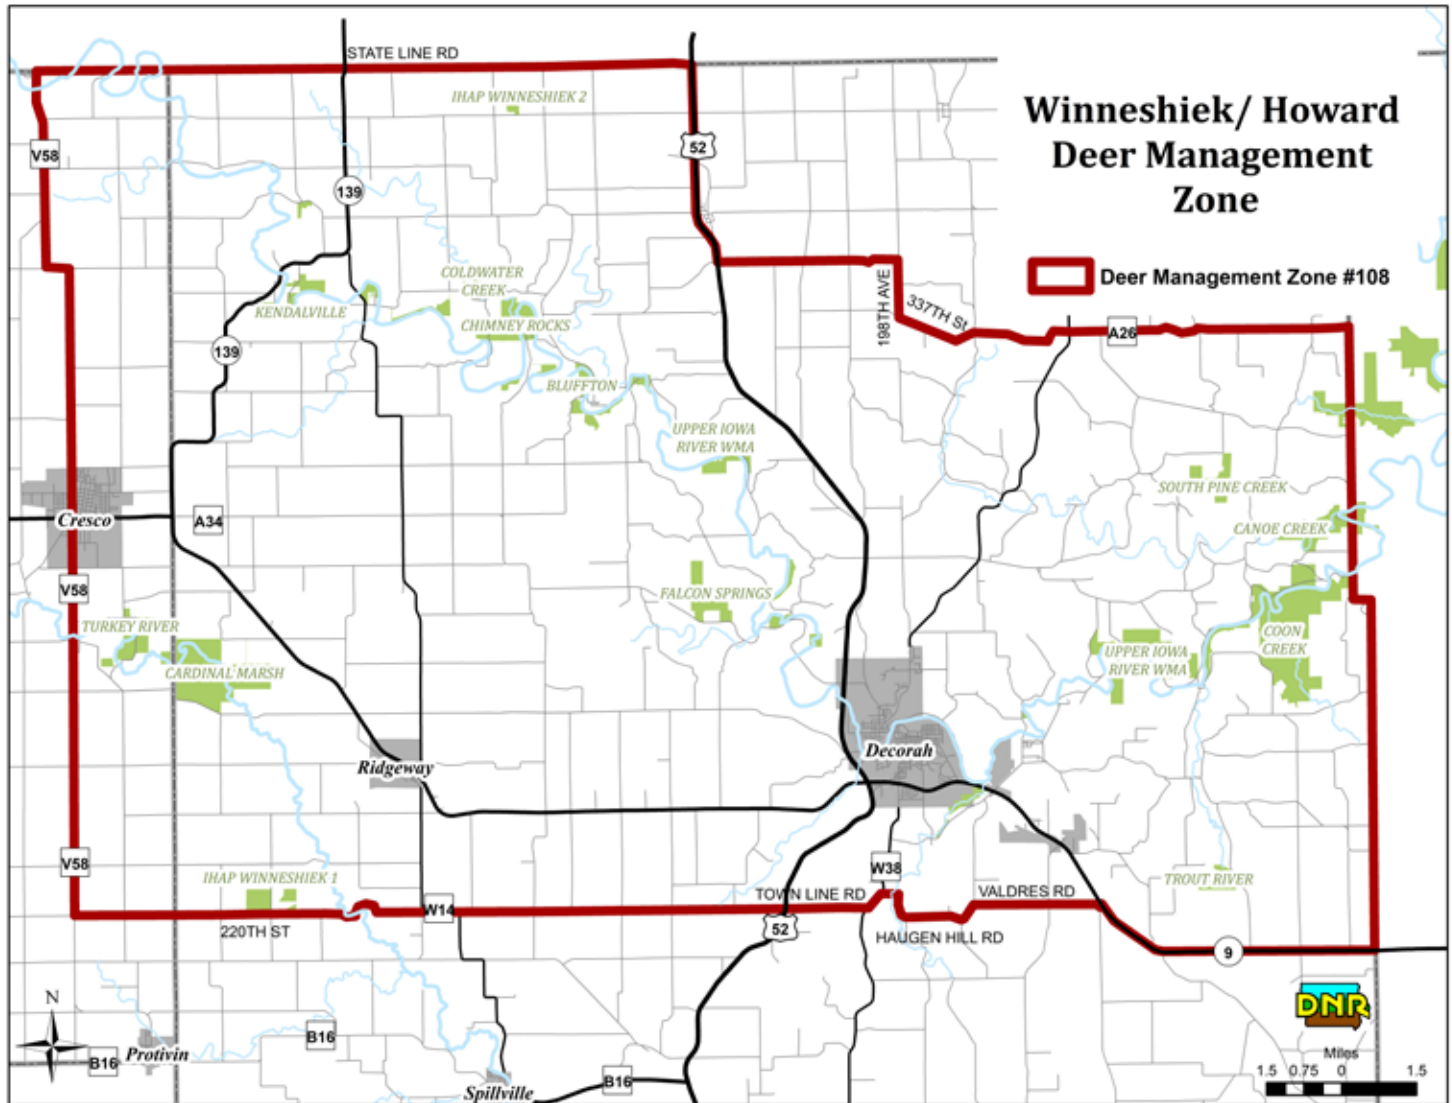 STATE LINE RD
IHAP WINNESHIEK 2
Winneshiek/ Howard
Deer Management
Zone
V58
52
139
Deer Management Zone #108
COLDWATER
CREEK
KENDALVILLE
CHIMNEY ROCKS
198TH AVE
337TH St
A26
139
BLUFFTON
UPPER IOWA
RIVER WMA
SOUTH PINE CREEK
Cresco
A34
CANOE CREEK
V58
FALCON SPRINGS
TURKEY RIVER
CARDINAL MARSH
COON
CREEK
UPPER IOWA
RIVER WMA
Decorah
Ridgeway
V58
W38
IHAP WINNESHIEK 1
TROUT RIVER
TOWN LINE RD
VALDRES RD
W14
220TH ST
52
HAUGEN HILL RD
9
N
DNR
B16
Protivin
B16
Spillville
B16
Miles
1.5 0.75 0 1.5